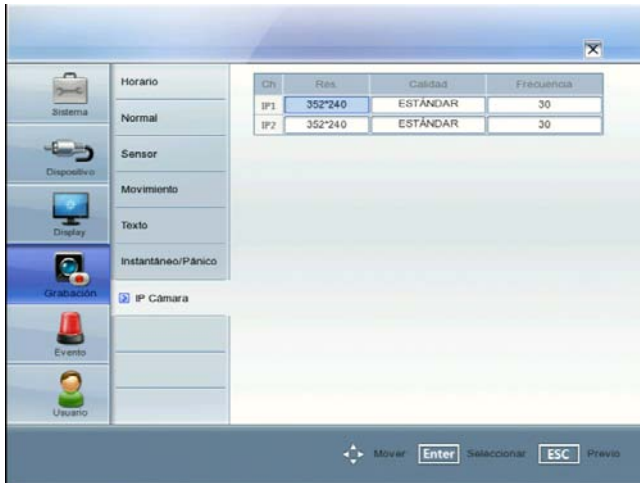 Sistema
Dispositivo
Display
Grabación
Evento
Usuario
Horario
Normal
Sensor
Movimiento
Texto
Instantáneo/Pánico
IP Cámara
Ch Res. Calidad Frecuencia
IP1 352*240 ESTÁNDAR 30
IP2 352*240 ESTÁNDAR 30
Mover Enter Seleccionar ESC Previo